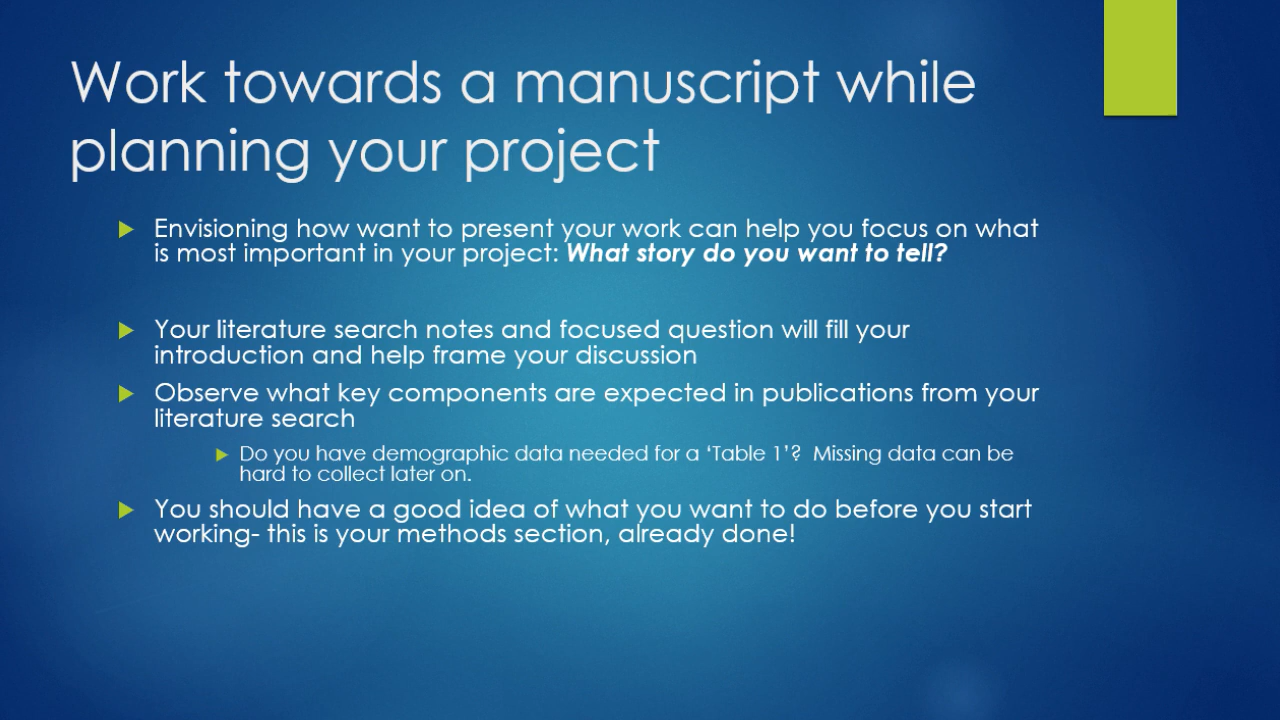 Work towards a manuscript while
planning your project
Envisioning how want to present your work can help you focus on what
is most important in your project: What story do you want to tell?
Your literature search notes and focused question will fill your
introduction and help frame your discussion
Observe what key components are expected in publications from your
literature search
Do you have demographic data needed for a ‘Table 1’?  Missing data can be
hard to collect later on.
You should have a good idea of what you want to do before you start
working- this is your methods section, already done!